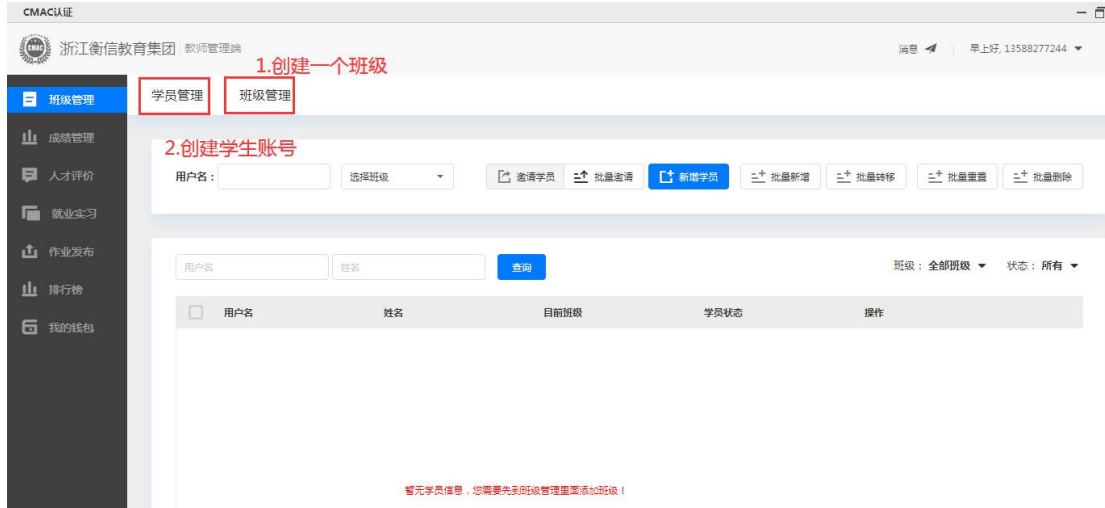 CMAC认证
CMAC 浙江衡信教育集团 教师管理端 消息 早上好, 13588277244
1.创建一个班级
班级管理 学员管理 班级管理
成绩管理
2.创建学生账号
人才评价 用户名： 选择班级 邀请学员 批量邀请 新增学员 批量新增 批量转移 批量重置 批量删除
就业实习
作业发布
用户名 姓名 查询 班级： 全部班级 状态： 所有
排行榜
用户名 姓名 目前班级 学员状态 操作
我的钱包
暂无学员信息，您需要先到班级管理里面添加班级！